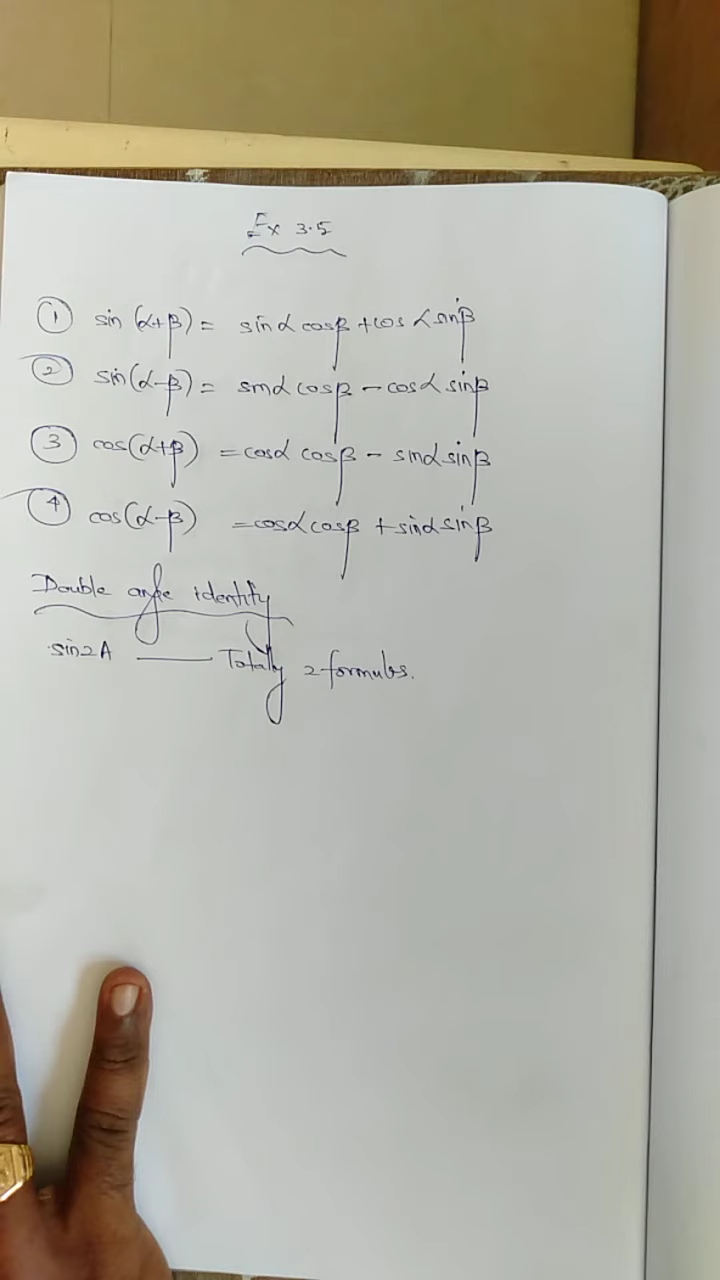 Ex 3.5
① sin (α+β) = sinα cosβ + cos α sinβ
② sin(α-β) = sinα cosβ - cosα sinβ
③ cos(α+β) = cosα cosβ - sinα sinβ
④ cos(α-β) = cosα cosβ + sinα sinβ
Double angle identity
sin2A — Totally 2 formulas.